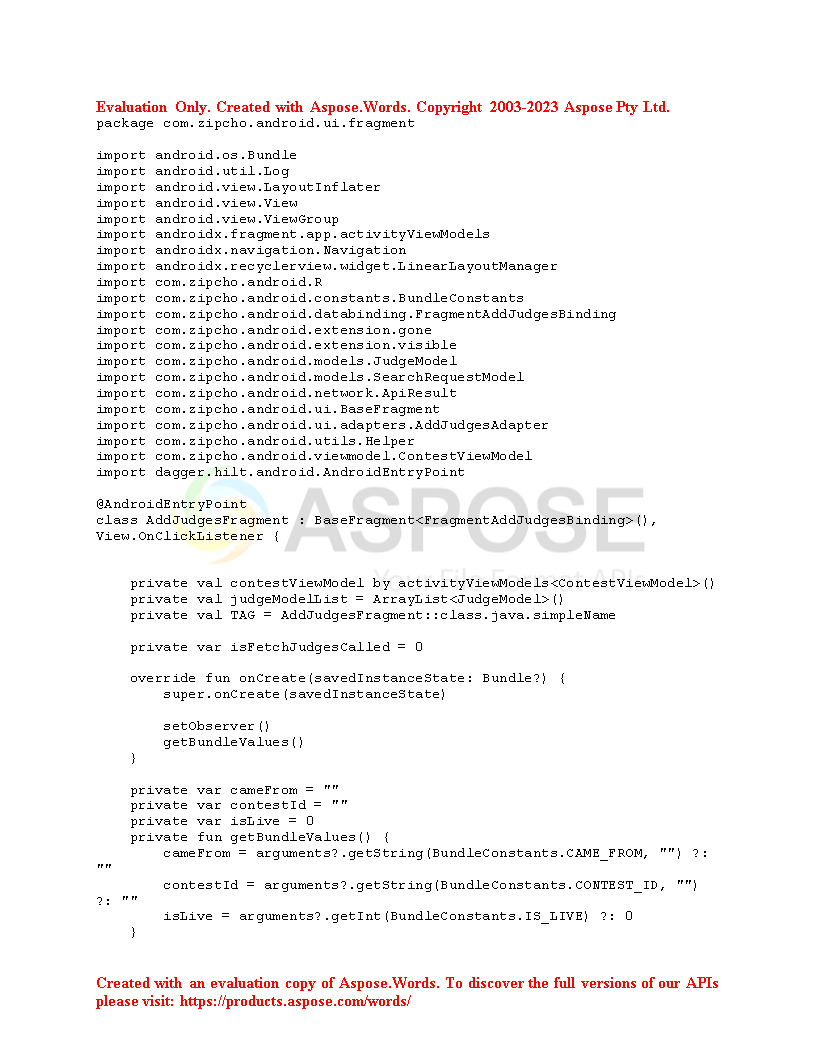 Evaluation Only. Created with Aspose.Words. Copyright 2003-2023 Aspose Pty Ltd.
package com.zipcho.android.ui.fragment
import android.os.Bundle
import android.util.Log
import android.view.LayoutInflater
import android.view.View
import android.view.ViewGroup
import androidx.fragment.app.activityViewModels
import androidx.navigation.Navigation
import androidx.recyclerview.widget.LinearLayoutManager
import com.zipcho.android.R
import com.zipcho.android.constants.BundleConstants
import com.zipcho.android.databinding.FragmentAddJudgesBinding
import com.zipcho.android.extension.gone
import com.zipcho.android.extension.visible
import com.zipcho.android.models.JudgeModel
import com.zipcho.android.models.SearchRequestModel
import com.zipcho.android.network.ApiResult
import com.zipcho.android.ui.BaseFragment
import com.zipcho.android.ui.adapters.AddJudgesAdapter
import com.zipcho.android.utils.Helper
import com.zipcho.android.viewmodel.ContestViewModel
import dagger.hilt.android.AndroidEntryPoint
@AndroidEntryPoint
class AddJudgesFragment : BaseFragment<FragmentAddJudgesBinding>(),
View.OnClickListener {
ASPOSE
Your File Format APIs
    private val contestViewModel by activityViewModels<ContestViewModel>()
    private val judgeModelList = ArrayList<JudgeModel>()
    private val TAG = AddJudgesFragment::class.java.simpleName
    private var isFetchJudgesCalled = 0
    override fun onCreate(savedInstanceState: Bundle?) {
        super.onCreate(savedInstanceState)
        setObserver()
        getBundleValues()
    }
    private var cameFrom = ""
    private var contestId = ""
    private var isLive = 0
    private fun getBundleValues() {
        cameFrom = arguments?.getString(BundleConstants.CAME_FROM, "") ?:
""
        contestId = arguments?.getString(BundleConstants.CONTEST_ID, "")
?: ""
        isLive = arguments?.getInt(BundleConstants.IS_LIVE) ?: 0
    }
Created with an evaluation copy of Aspose.Words. To discover the full versions of our APIs
please visit: https://products.aspose.com/words/